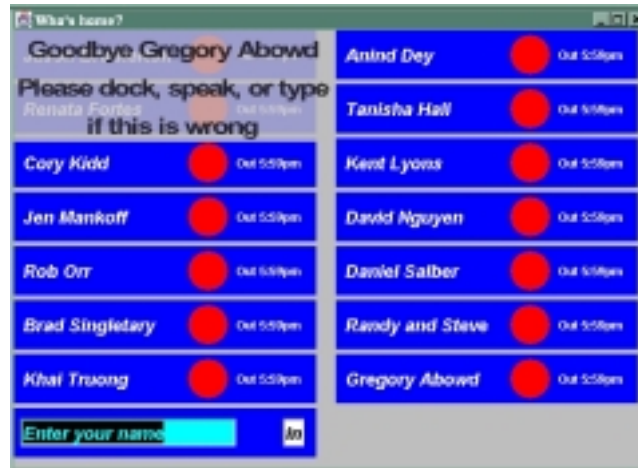 Who's home?
Goodbye Gregory Abowd
Please dock, speak, or type
if this is wrong
Renata Fortes
Cory Kidd Out 5:59pm
Jen Mankoff Out 5:59pm
Rob Orr Out 5:59pm
Brad Singletary Out 5:59pm
Khai Truong Out 5:59pm
Enter your name In
Anind Dey Out 5:59pm
Tanisha Hall Out 5:59pm
Kent Lyons Out 5:59pm
David Nguyen Out 5:59pm
Daniel Salber Out 5:59pm
Randy and Steve Out 5:59pm
Gregory Abowd Out 5:59pm